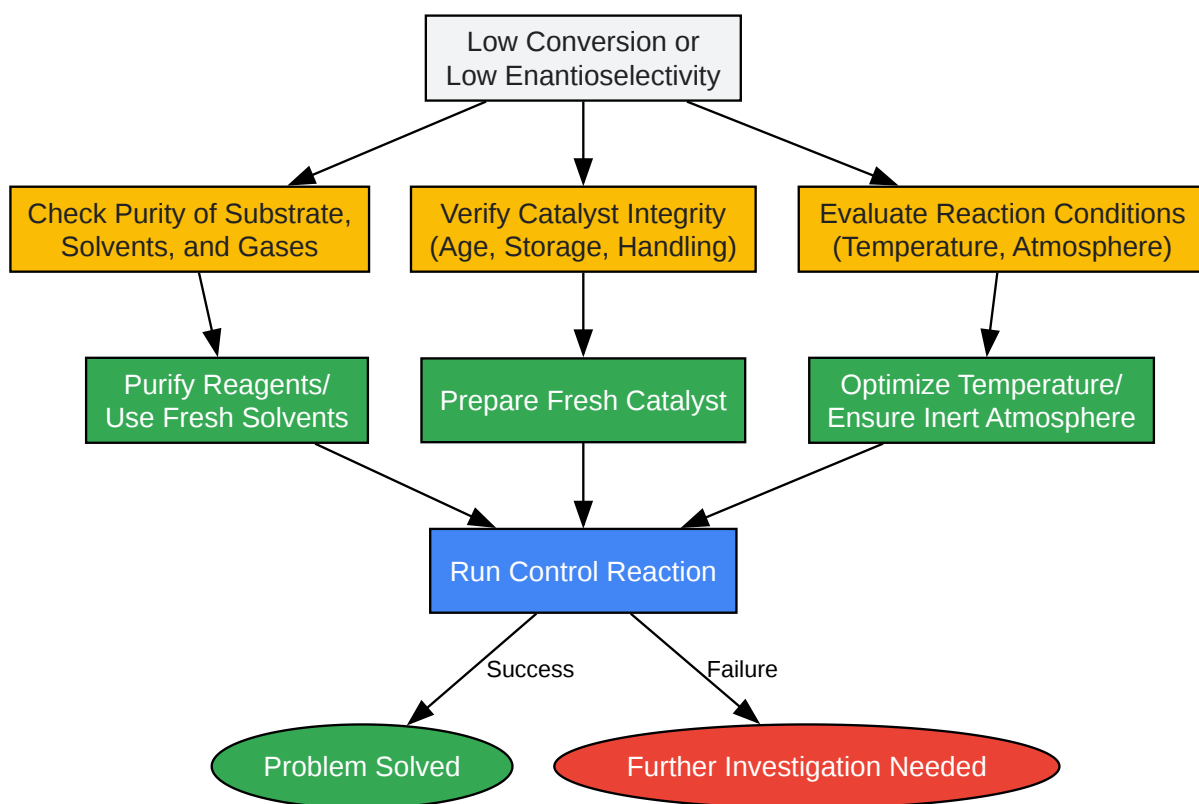 Low Conversion or
Low Enantioselectivity
Check Purity of Substrate,
Solvents, and Gases
Verify Catalyst Integrity
(Age, Storage, Handling)
Evaluate Reaction Conditions
(Temperature, Atmosphere)
Purify Reagents/
Use Fresh Solvents
Prepare Fresh Catalyst
Optimize Temperature/
Ensure Inert Atmosphere
Run Control Reaction
Success
Failure
Problem Solved
Further Investigation Needed